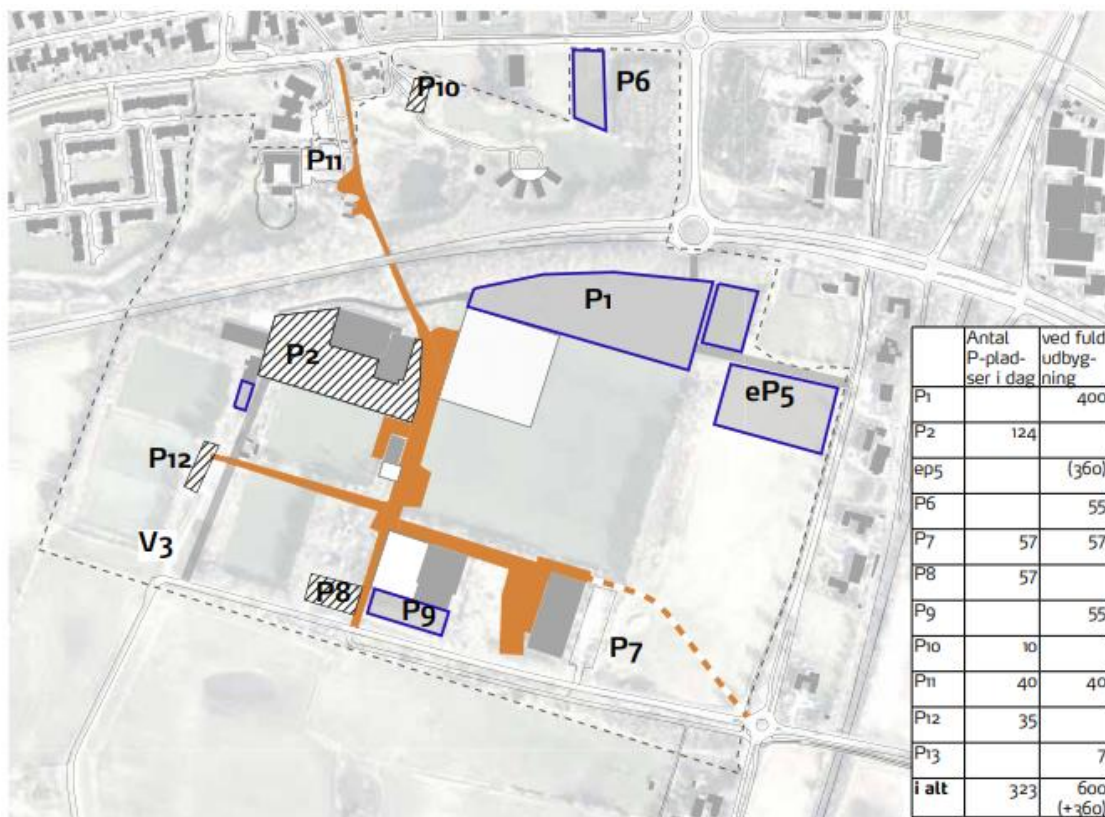 P10
P6
P11
P1
P2
eP5
P12
V3
P8
P9
P7
Antal P-plad-ser i dag ved fuld udbyg-ning
P1 400
P2 124
ep5 (360)
P6 55
P7 57 57
P8 57
P9 55
P10 10
P11 40 40
P12 35
P13 7
i alt 323 600 (+360)